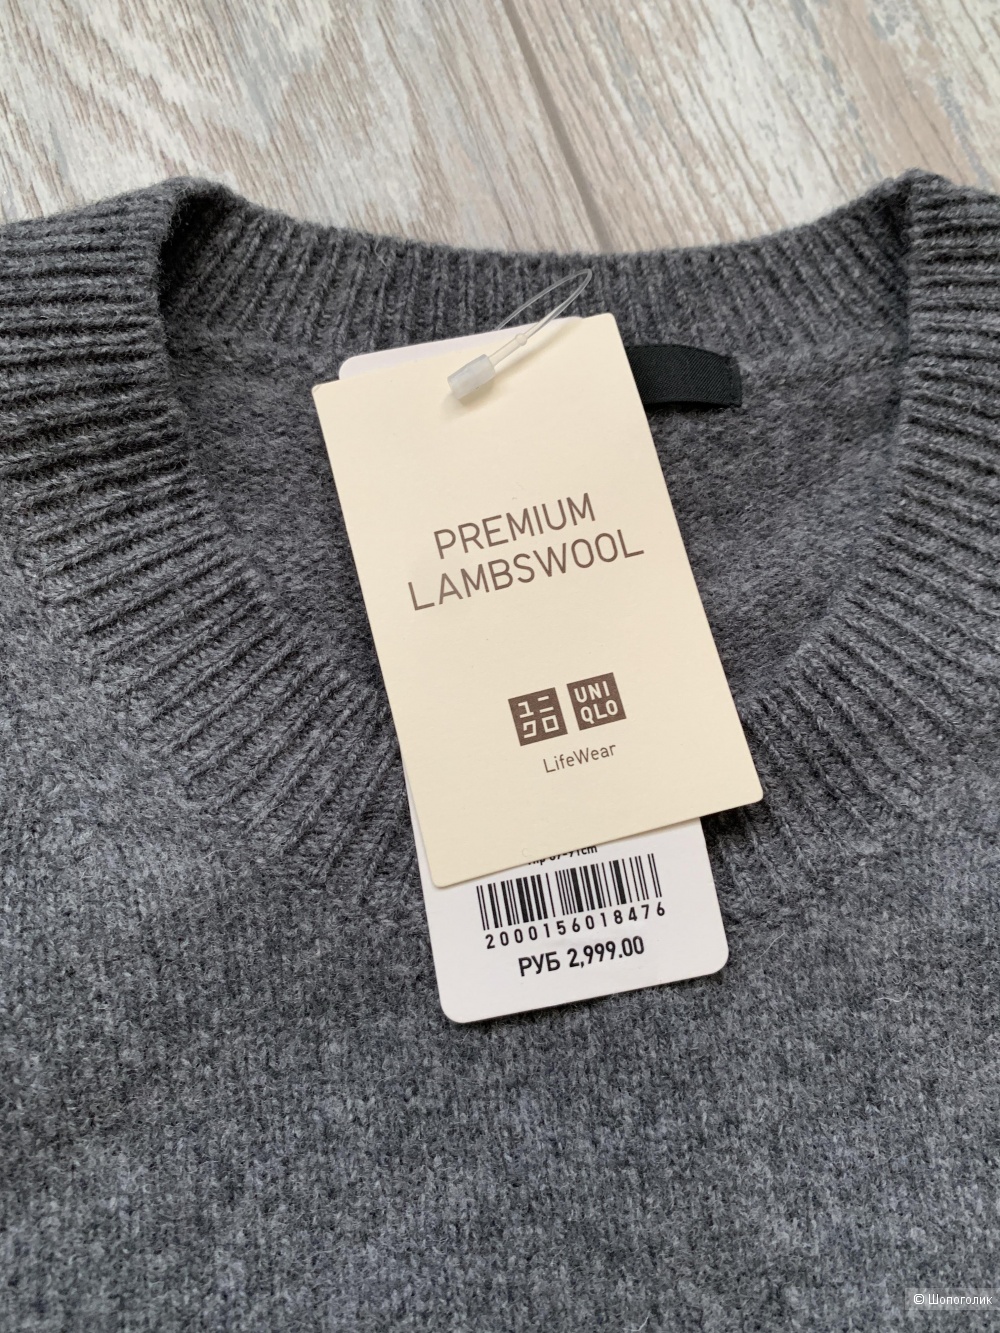 PREMIUM
LAMBSWOOL
ユニ
クロ
UNI
QLO
LifeWear
2000156018476
РУБ 2,999.00
© Шопоголик